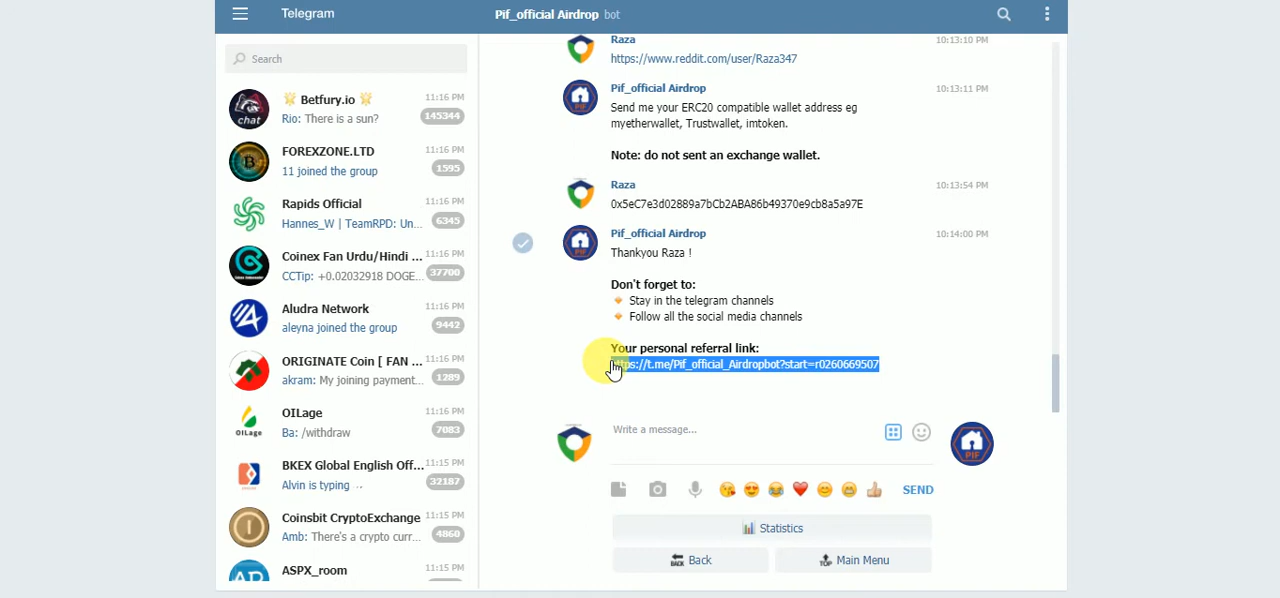 Telegram
Pif_official Airdrop bot
Search
🌟 Betfury.io 🌟 11:16 PM
Rio: There is a sun? 145344
chat
FOREXZONE.LTD 11:16 PM
11 joined the group 1595
Rapids Official 11:16 PM
Hannes_W | TeamRPD: Un... 6345
Coinex Fan Urdu/Hindi ... 11:16 PM
CCTip: +0.02032918 DOGE... 37700
Aludra Network 11:16 PM
aleyna joined the group 9442
ORIGINATE Coin [ FAN ... 11:16 PM
akram: My joining payment... 1289
OILage 11:16 PM
Ba: /withdraw 7083
OILage
BKEX Global English Off... 11:15 PM
Alvin is typing .. 32187
Coinsbit CryptoExchange 11:15 PM
Amb: There's a crypto curr... 4860
ASPX_room 11:15 PM
Raza 10:13:10 PM
https://www.reddit.com/user/Raza347
Pif_official Airdrop 10:13:11 PM
Send me your ERC20 compatible wallet address eg
myetherwallet, Trustwallet, imtoken.
Note: do not sent an exchange wallet.
PIF
Raza 10:13:54 PM
0x5eC7e3d02889a7bCb2ABA86b49370e9cb8a5a97E
Pif_official Airdrop 10:14:00 PM
Thankyou Raza !
PIF
Don't forget to:
🔸 Stay in the telegram channels
🔸 Follow all the social media channels
Your personal referral link:
https://t.me/Pif_official_Airdropbot?start=r0260669507
Write a message...
PIF
SEND
📊 Statistics
🔙 Back
🔝 Main Menu